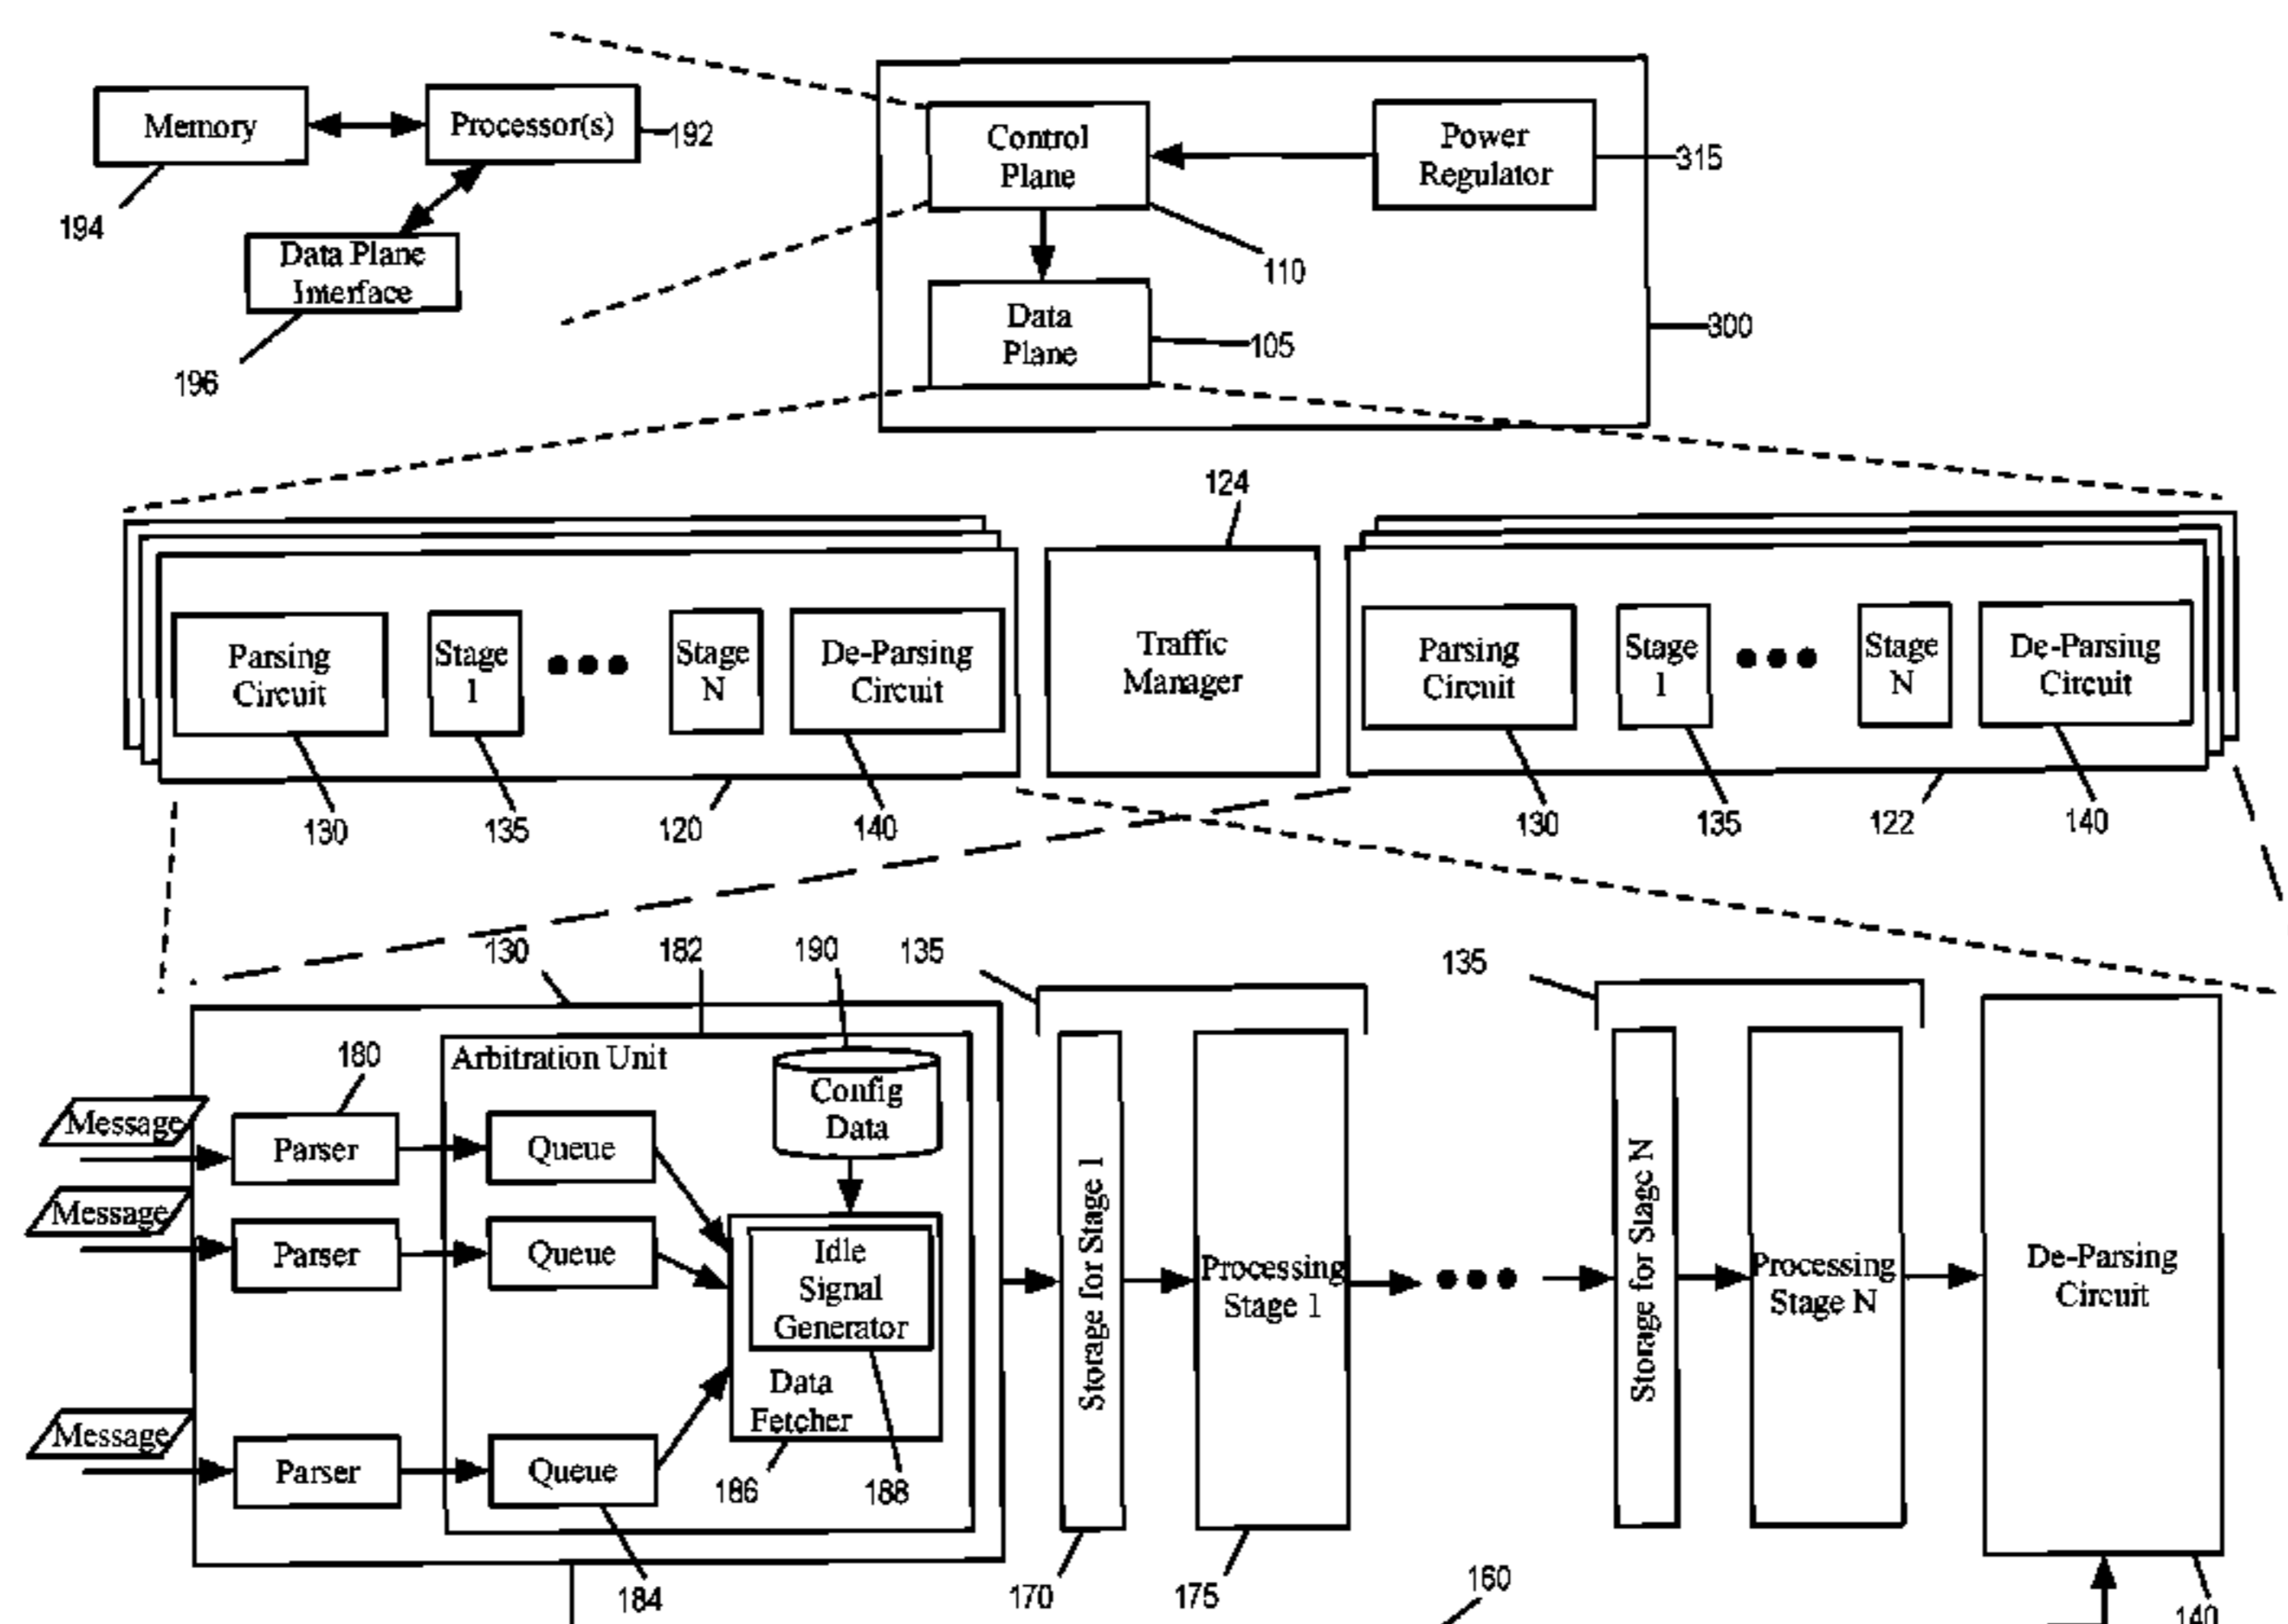 Memory
Processor(s)
192
194
Data Plane
Interface
196
Control
Plane
110
Power
Regulator
315
Data
Plane
105
300
124
Parsing
Circuit
Stage
1
Stage
N
De-Parsing
Circuit
Traffic
Manager
Parsing
Circuit
Stage
1
Stage
N
De-Parsing
Circuit
130
135
120
140
130
135
122
140
130
182
190
135
135
180
Arbitration Unit
Config
Data
Message
Parser
Queue
Message
Parser
Queue
Idle
Signal
Generator
Data
Fetcher
Message
Parser
Queue
186
188
184
Storage for Stage 1
Processing
Stage 1
Storage for Stage N
Processing
Stage N
De-Parsing
Circuit
170
175
160
140